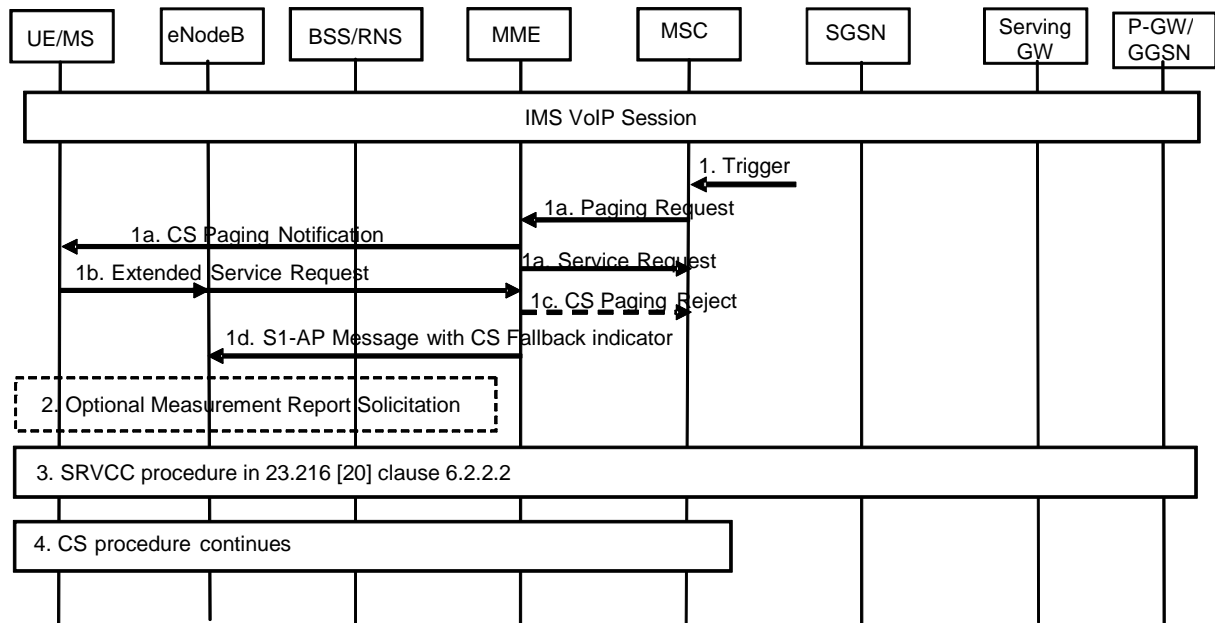 UE/MS
eNodeB
BSS/RNS
MME
MSC
SGSN
Serving
GW
P-GW/
GGSN
IMS VoIP Session
1. Trigger
1a. Paging Request
1a. CS Paging Notification
1a. Service Request
1b. Extended Service Request
1c. CS Paging Reject
1d. S1-AP Message with CS Fallback indicator
2. Optional Measurement Report Solicitation
3. SRVCC procedure in 23.216 [20] clause 6.2.2.2
4. CS procedure continues